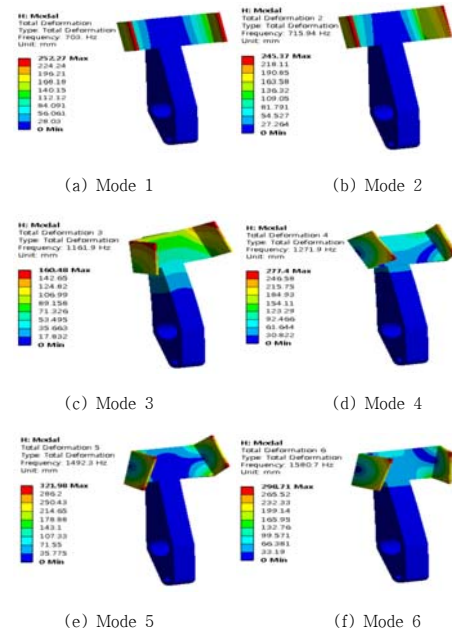 H: Modal
Total Deformation
Type: Total Deformation
Frequency: 703. Hz
Unit: mm
252.27 Max
224.24
196.21
168.18
140.15
112.12
84.091
56.061
28.03
0 Min
(a) Mode 1
H: Modal
Total Deformation 2
Type: Total Deformation
Frequency: 715.94 Hz
Unit: mm
245.37 Max
218.11
190.85
163.58
136.32
109.05
81.791
54.527
27.264
0 Min
(b) Mode 2
H: Modal
Total Deformation 3
Type: Total Deformation
Frequency: 1161.9 Hz
Unit: mm
160.48 Max
142.65
124.82
106.99
89.158
71.326
53.495
35.663
17.832
0 Min
(c) Mode 3
H: Modal
Total Deformation 4
Type: Total Deformation
Frequency: 1271.9 Hz
Unit: mm
277.4 Max
246.58
215.75
184.93
154.11
123.29
92.466
61.644
30.822
0 Min
(d) Mode 4
H: Modal
Total Deformation 5
Type: Total Deformation
Frequency: 1492.3 Hz
Unit: mm
321.98 Max
286.2
250.43
214.65
178.88
143.1
107.33
71.55
35.775
0 Min
(e) Mode 5
H: Modal
Total Deformation 6
Type: Total Deformation
Frequency: 1580.7 Hz
Unit: mm
298.71 Max
265.52
232.33
199.14
165.95
132.76
99.571
66.381
33.19
0 Min
(f) Mode 6